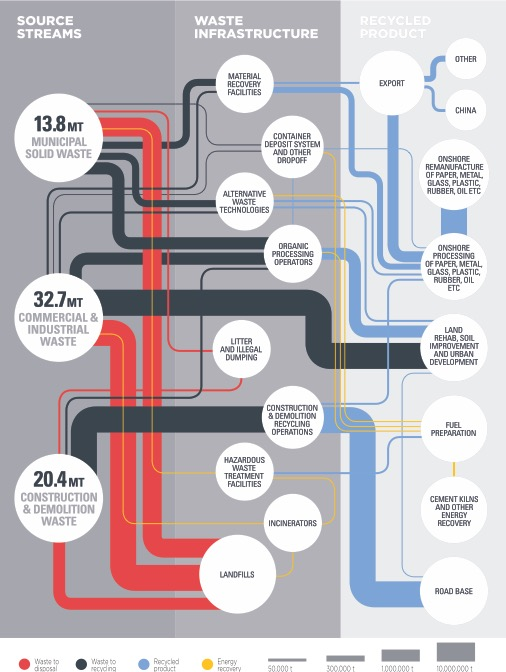 SOURCE
STREAMS
WASTE
INFRASTRUCTURE
RECYCLED
PRODUCT
13.8 MT
MUNICIPAL
SOLID WASTE
32.7 MT
COMMERCIAL &
INDUSTRIAL
WASTE
20.4 MT
CONSTRUCTION
& DEMOLITION
WASTE
MATERIAL
RECOVERY
FACILITIES
CONTAINER
DEPOSIT SYSTEM
AND OTHER
DROPOFF
ALTERNATIVE
WASTE
TECHNOLOGIES
ORGANIC
PROCESSING
OPERATORS
LITTER
AND ILLEGAL
DUMPING
CONSTRUCTION
& DEMOLITION
RECYCLING
OPERATIONS
HAZARDOUS
WASTE
TREATMENT
FACILITIES
INCINERATORS
LANDFILLS
EXPORT
OTHER
CHINA
ONSHORE
REMANUFACTURE
OF PAPER, METAL,
GLASS, PLASTIC,
RUBBER, OIL ETC
ONSHORE
PROCESSING
OF PAPER, METAL,
GLASS, PLASTIC,
RUBBER, OIL
ETC
LAND
REHAB, SOIL
IMPROVEMENT
AND URBAN
DEVELOPMENT
FUEL
PREPARATION
CEMENT KILNS
AND OTHER
ENERGY
RECOVERY
ROAD BASE
Waste to
disposal
Waste to
recycling
Recycled
product
Energy
recovery
50,000 t
300,000 t
1,000,000 t
10,000,000 t